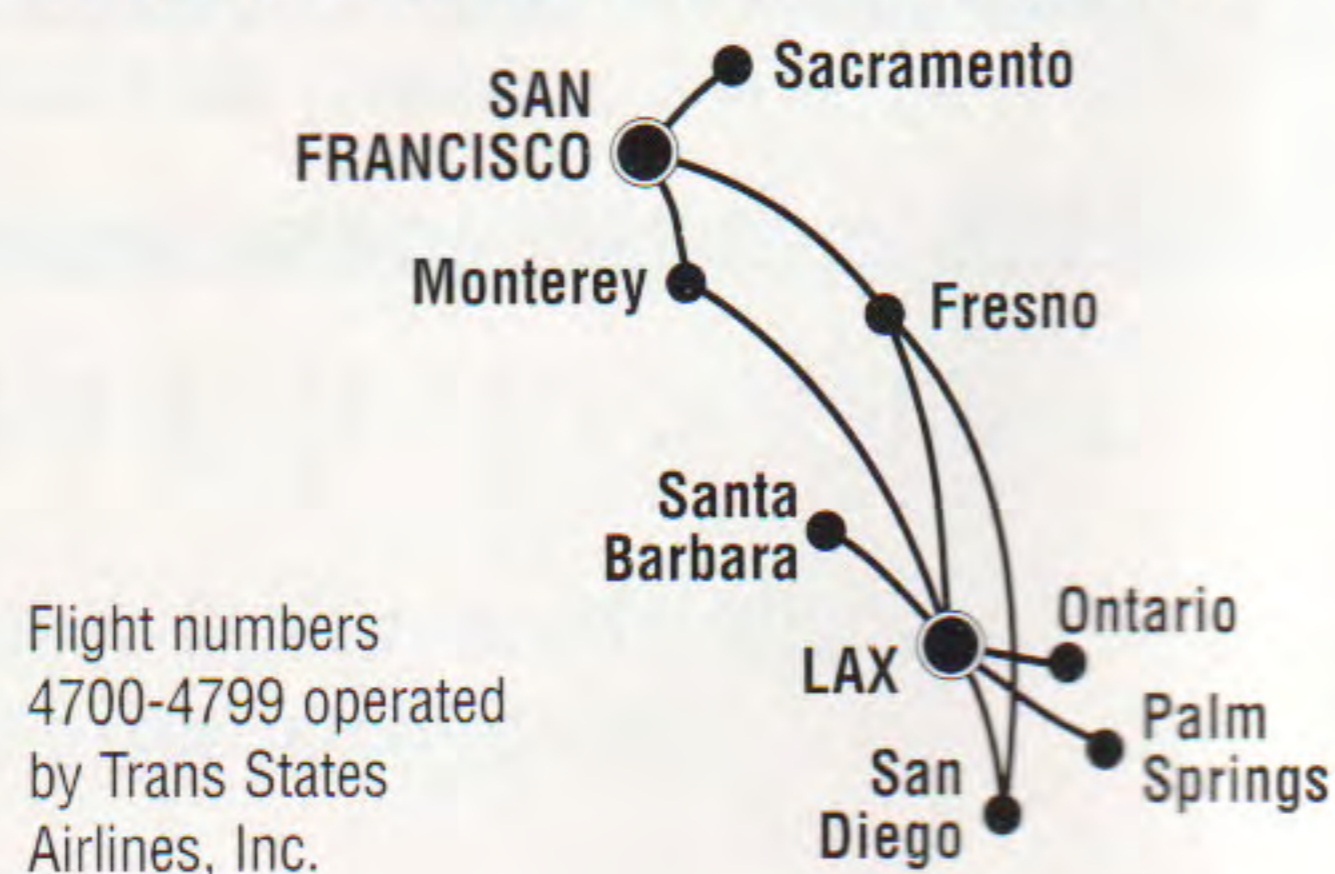 Sacramento
SAN
FRANCISCO
Monterey
Fresno
Santa
Barbara
Ontario
LAX
Palm
Springs
San
Diego
Flight numbers
4700-4799 operated
by Trans States
Airlines, Inc.